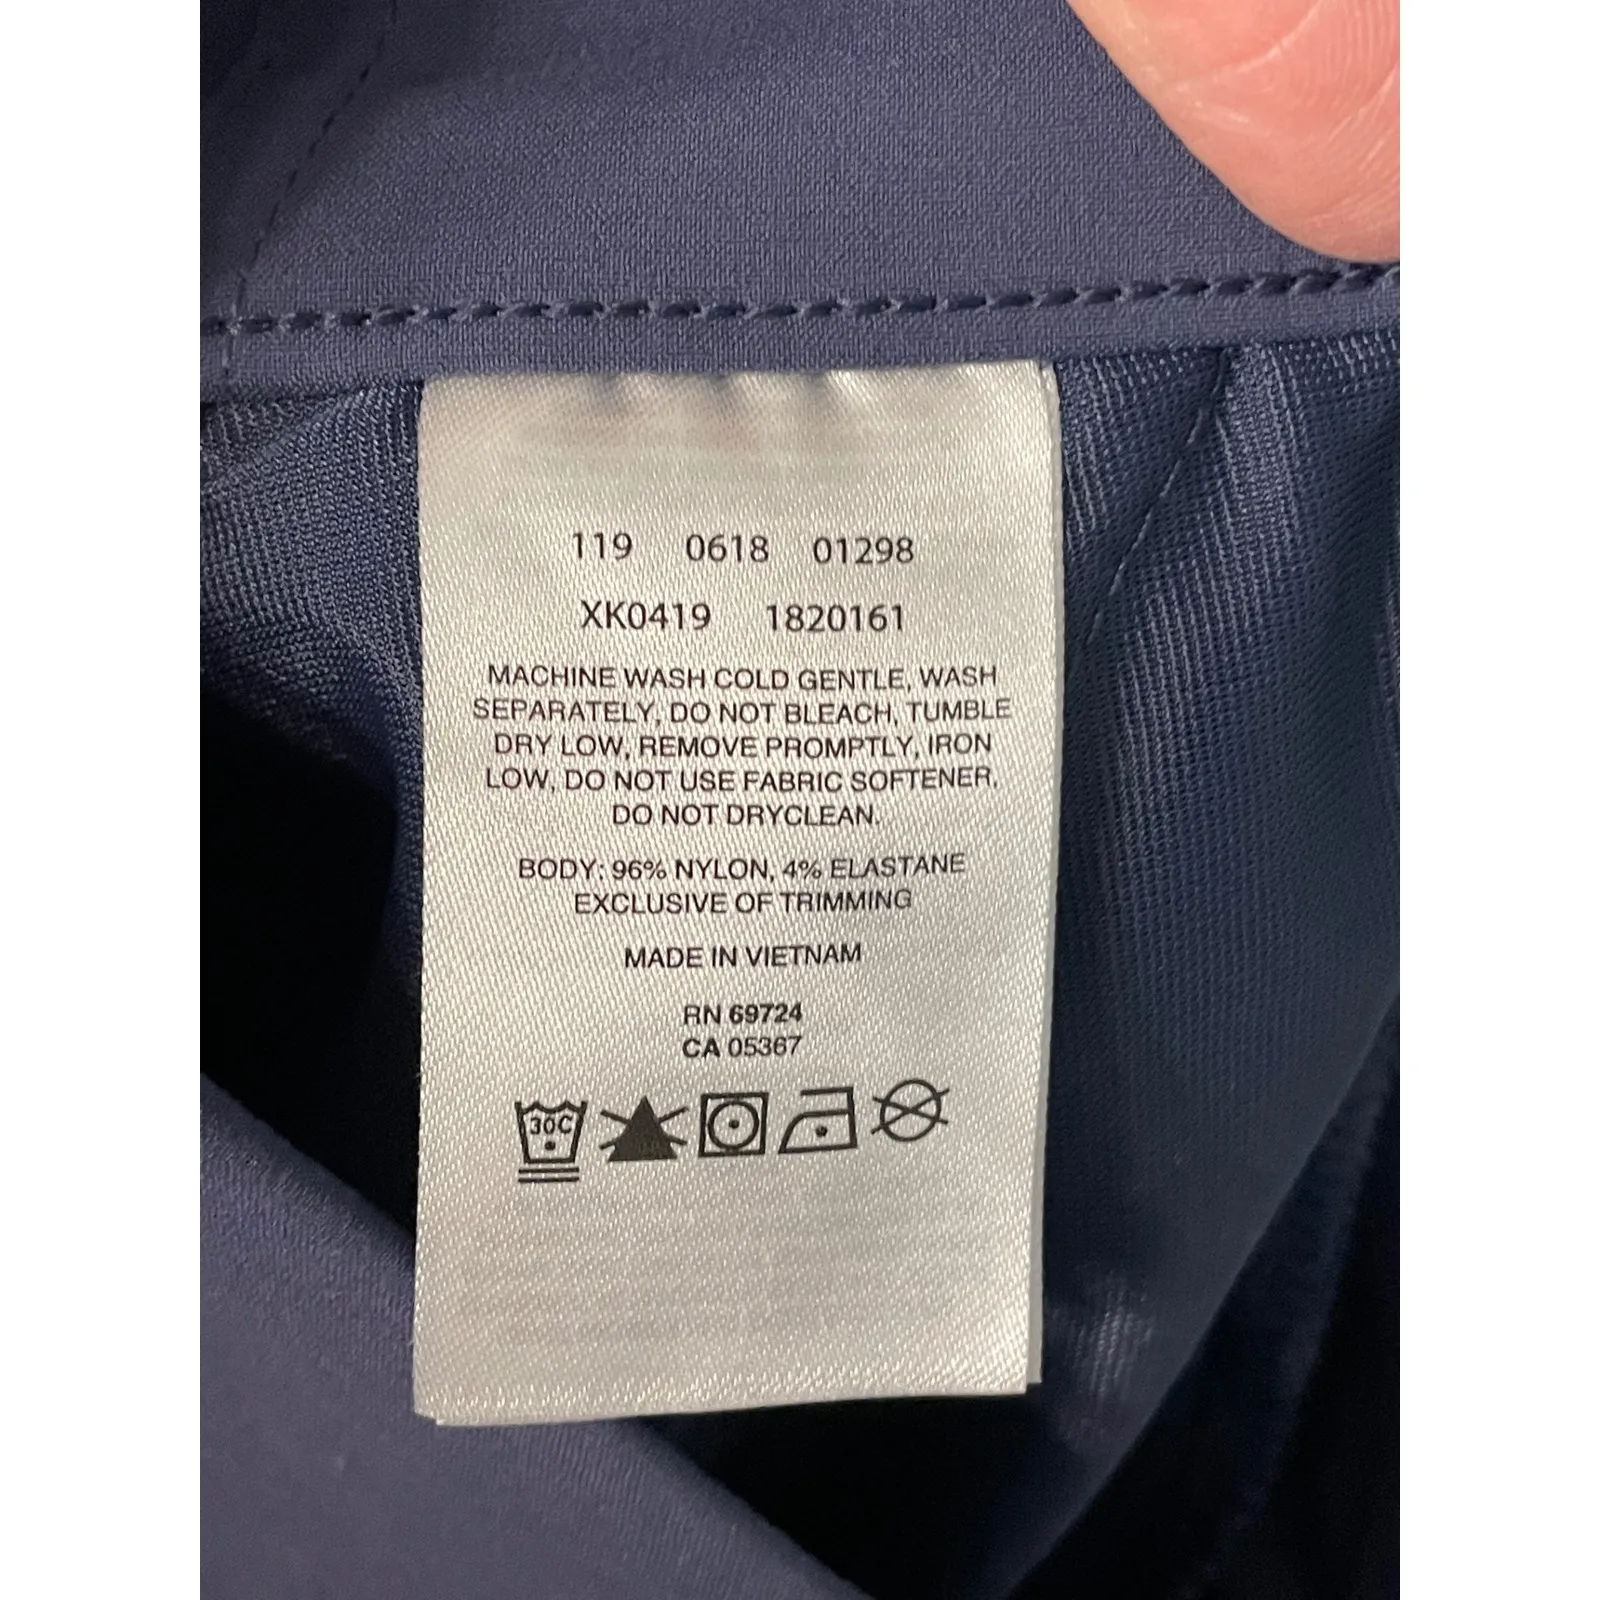 119 0618 01298
XK0419 1820161
MACHINE WASH COLD GENTLE, WASH
SEPARATELY, DO NOT BLEACH, TUMBLE
DRY LOW, REMOVE PROMPTLY, IRON
LOW, DO NOT USE FABRIC SOFTENER,
DO NOT DRYCLEAN.
BODY: 96% NYLON, 4% ELASTANE
EXCLUSIVE OF TRIMMING
MADE IN VIETNAM
RN 69724
CA 05367
30C